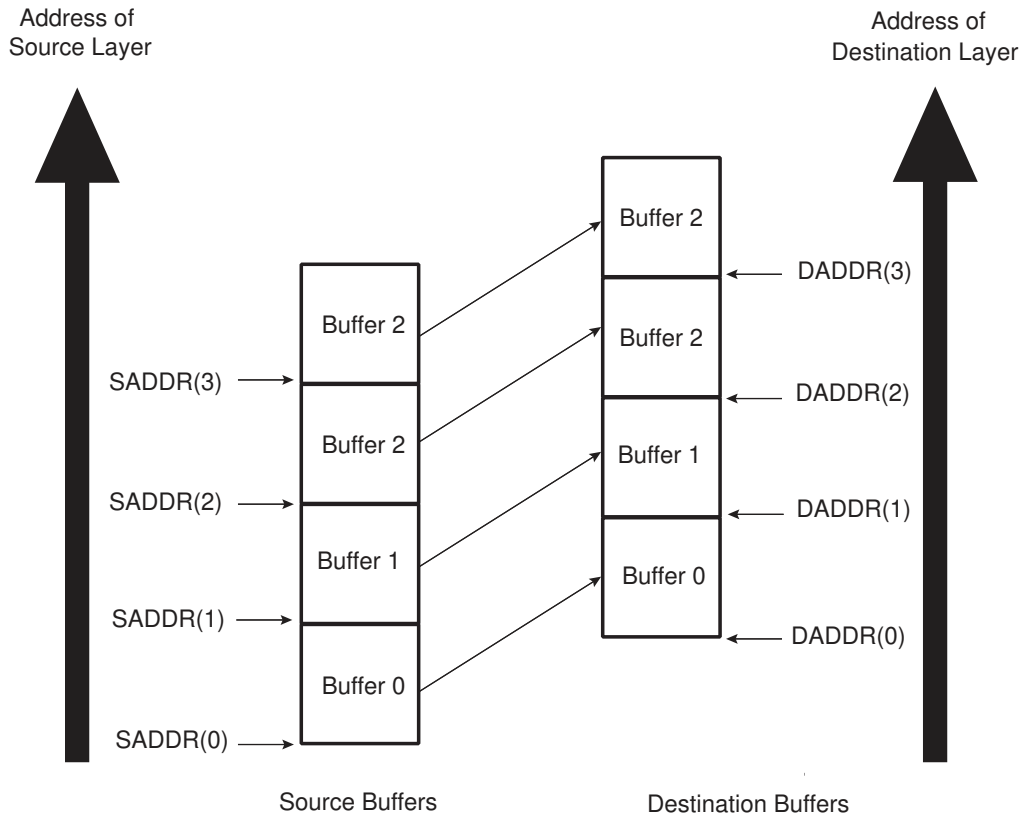 Address of
Source Layer
Address of
Destination Layer
Buffer 2
DADDR(3)
Buffer 2
Buffer 2
SADDR(3)
DADDR(2)
Buffer 2
Buffer 1
SADDR(2)
DADDR(1)
Buffer 1
Buffer 0
SADDR(1)
DADDR(0)
Buffer 0
SADDR(0)
Source Buffers
Destination Buffers